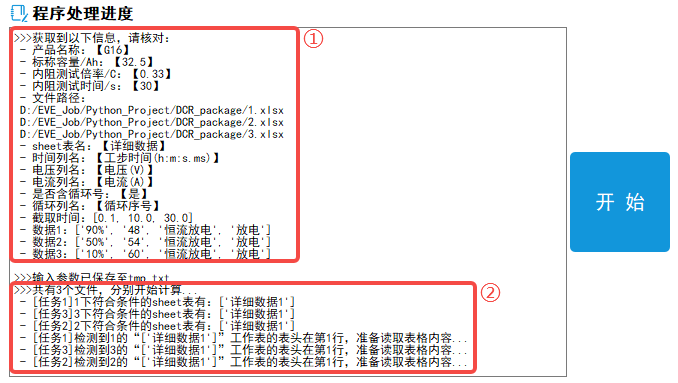 程序处理进度
>>>获取到以下信息，请核对：
- 产品名称：【G16】
- 标称容量/Ah：【32.5】
- 内阻测试倍率/C：【0.33】
- 内阻测试时间/s：【30】
- 文件路径：
D:/EVE_Job/Python_Project/DCR_package/1.xlsx
D:/EVE_Job/Python_Project/DCR_package/2.xlsx
D:/EVE_Job/Python_Project/DCR_package/3.xlsx
- sheet表名：【详细数据】
- 时间列名：【工步时间(h:m:s.ms)】
- 电压列名：【电压(V)】
- 电流列名：【电流(A)】
- 是否含循环号：【是】
- 循环列名：【循环序号】
- 截取时间：[0.1, 10.0, 30.0]
- 数据1：['90%', '48', '恒流放电', '放电']
- 数据2：['50%', '54', '恒流放电', '放电']
- 数据3：['10%', '60', '恒流放电', '放电']
①
开 始
>>>输入参数已保存至tmp.txt
>>>共有3个文件，分别开始计算...
- [任务1]1下符合条件的sheet表有：['详细数据1']
- [任务3]3下符合条件的sheet表有：['详细数据1']
- [任务2]2下符合条件的sheet表有：['详细数据1']
- [任务1]检测到1的“['详细数据1']”工作表的表头在第1行，准备读取表格内容...
- [任务3]检测到3的“['详细数据1']”工作表的表头在第1行，准备读取表格内容...
- [任务2]检测到2的“['详细数据1']”工作表的表头在第1行，准备读取表格内容...
②